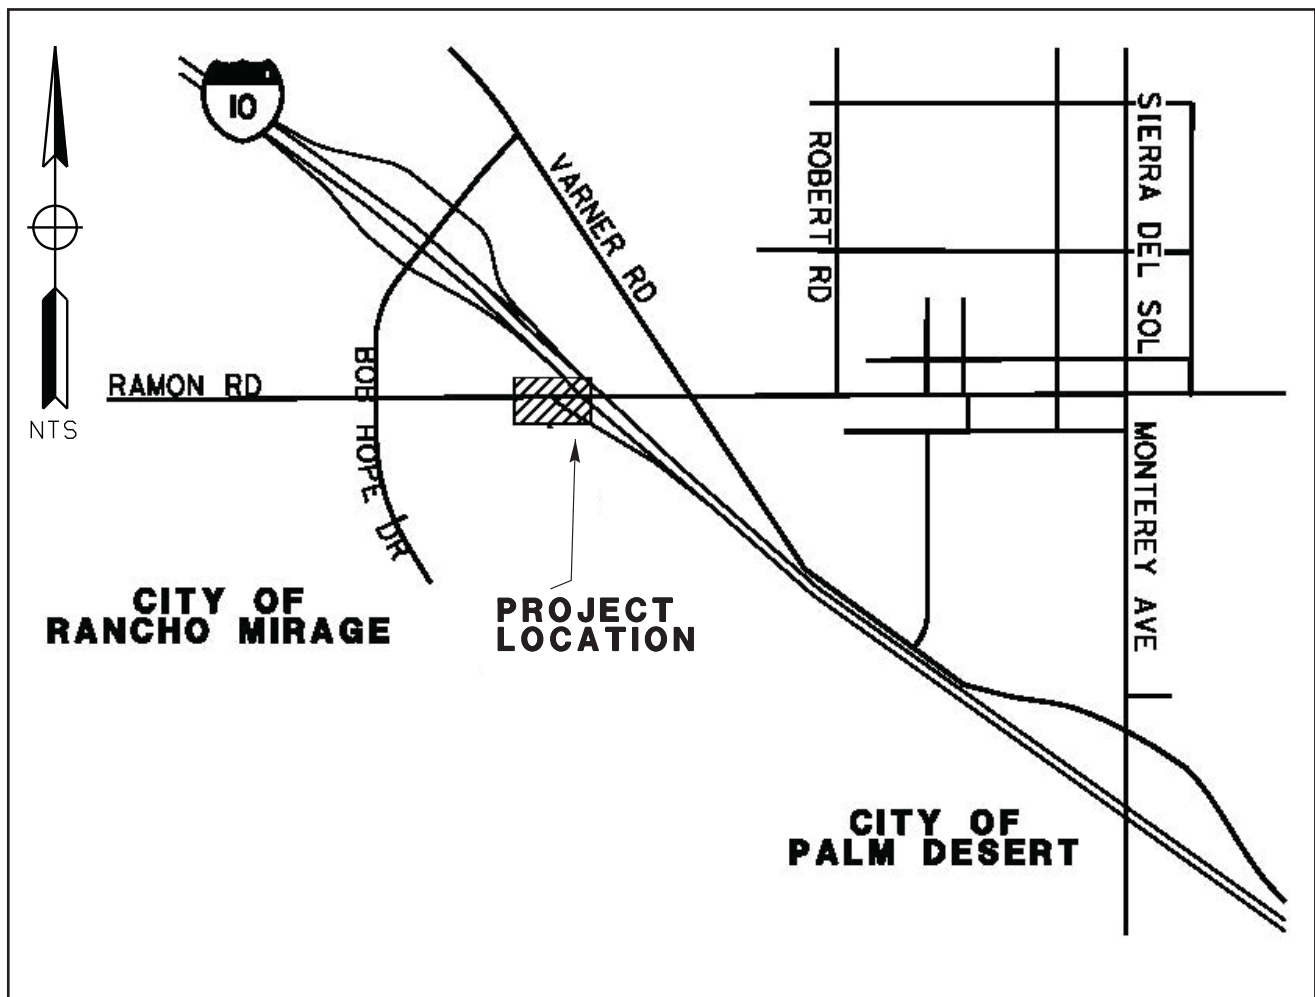 10
VARNER RD
ROBERT RD
SIERRA DEL SOL
RAMON RD
BOB HOPE DR
NTS
MONTEREY AVE
CITY OF
RANCHO MIRAGE
PROJECT
LOCATION
CITY OF
PALM DESERT